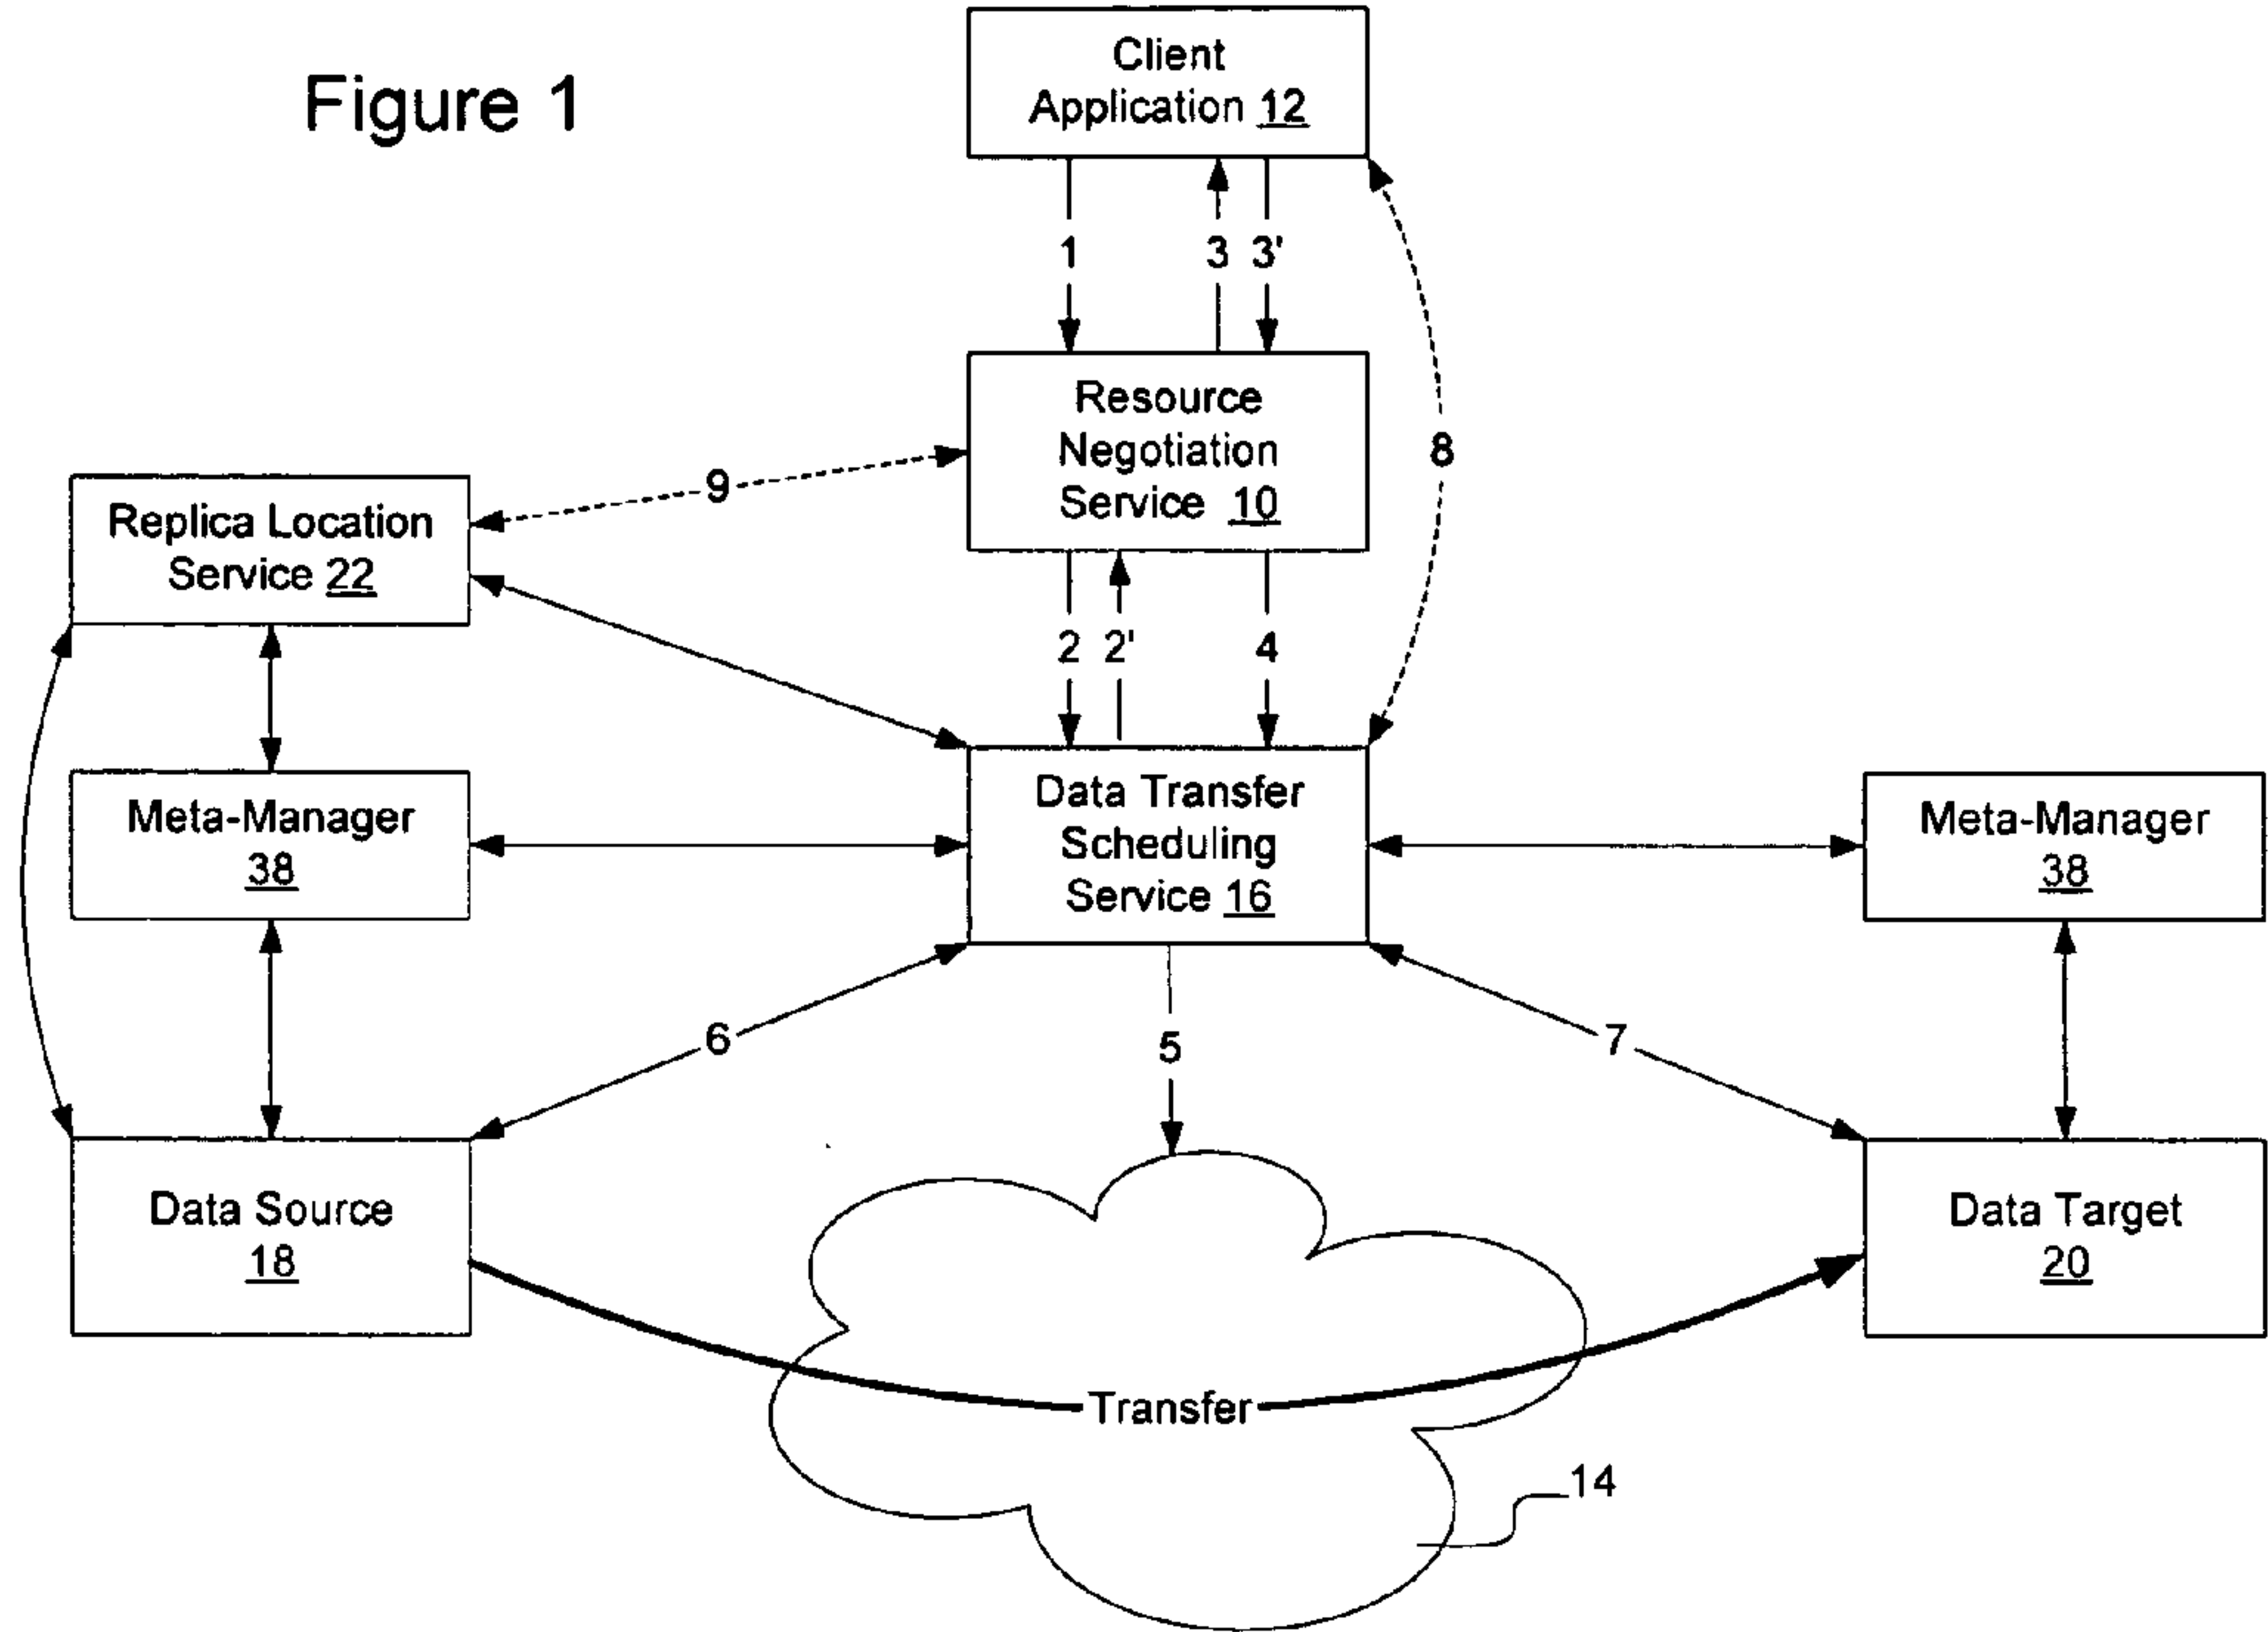 Figure 1
Client
Application 12
1
3
3'
Resource
Negotiation
Service 10
8
9
Replica Location
Service 22
2
2'
4
Data Transfer
Scheduling
Service 16
Meta-Manager
38
Meta-Manager
38
6
5
7
Data Source
18
Data Target
20
Transfer
14